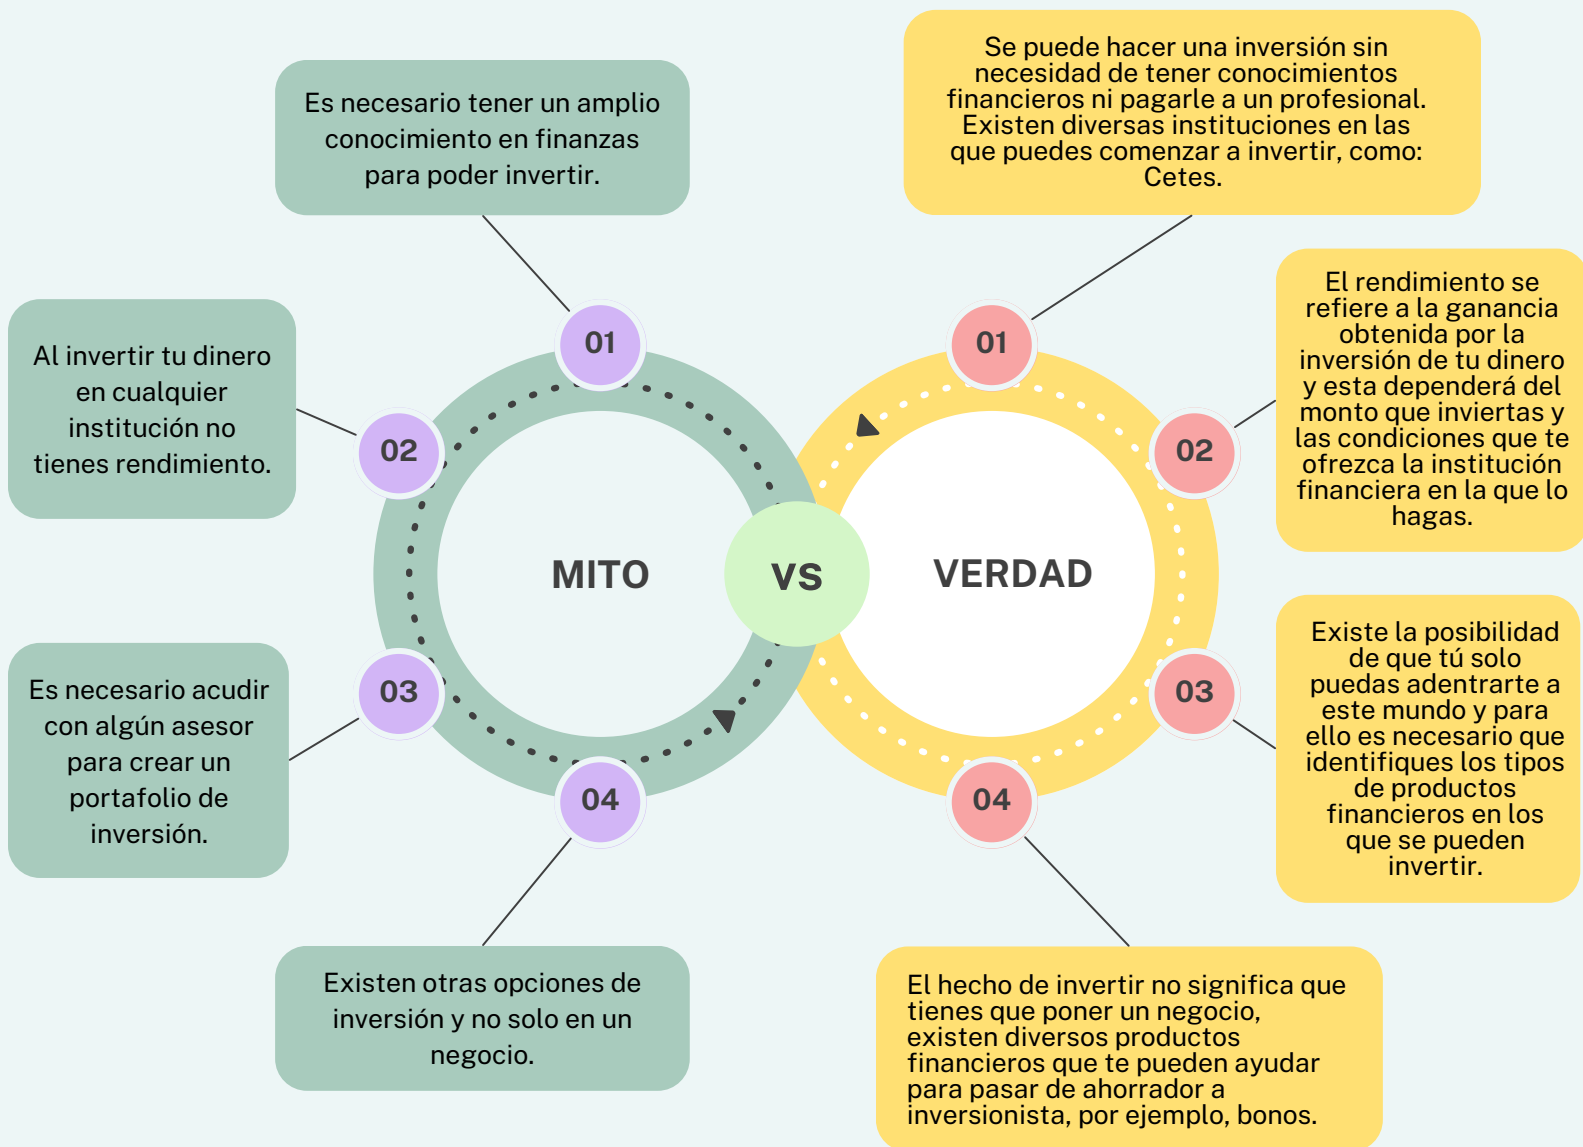 Es necesario tener un amplio
conocimiento en finanzas
para poder invertir.
Al invertir tu dinero
en cualquier
institución no
tienes rendimiento.
Es necesario acudir
con algún asesor
para crear un
portafolio de
inversión.
Existen otras opciones de
inversión y no solo en un
negocio.
01
02
03
04
MITO
vs
VERDAD
01
02
03
04
Se puede hacer una inversión sin
necesidad de tener conocimientos
financieros ni pagarle a un profesional.
Existen diversas instituciones en las
que puedes comenzar a invertir, como:
Cetes.
El rendimiento se
refiere a la ganancia
obtenida por la
inversión de tu dinero
y esta dependerá del
monto que inviertas y
las condiciones que te
ofrezca la institución
financiera en la que lo
hagas.
Existe la posibilidad
de que tú solo
puedas adentrarte a
este mundo y para
ello es necesario que
identifiques los tipos
de productos
financieros en los
que se pueden
invertir.
El hecho de invertir no significa que
tienes que poner un negocio,
existen diversos productos
financieros que te pueden ayudar
para pasar de ahorrador a
inversionista, por ejemplo, bonos.